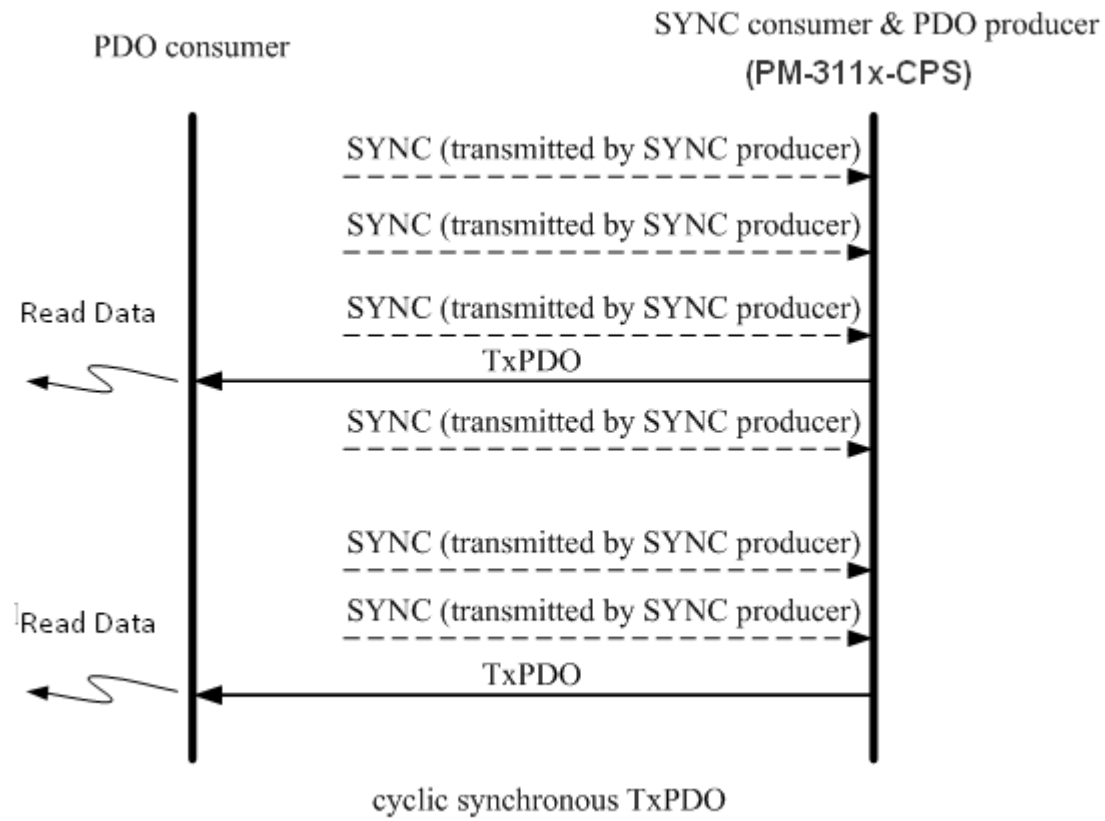 PDO consumer
SYNC consumer & PDO producer
(PM-311x-CPS)
SYNC (transmitted by SYNC producer)
SYNC (transmitted by SYNC producer)
Read Data
SYNC (transmitted by SYNC producer)
TxPDO
SYNC (transmitted by SYNC producer)
SYNC (transmitted by SYNC producer)
Read Data
SYNC (transmitted by SYNC producer)
TxPDO
cyclic synchronous TxPDO